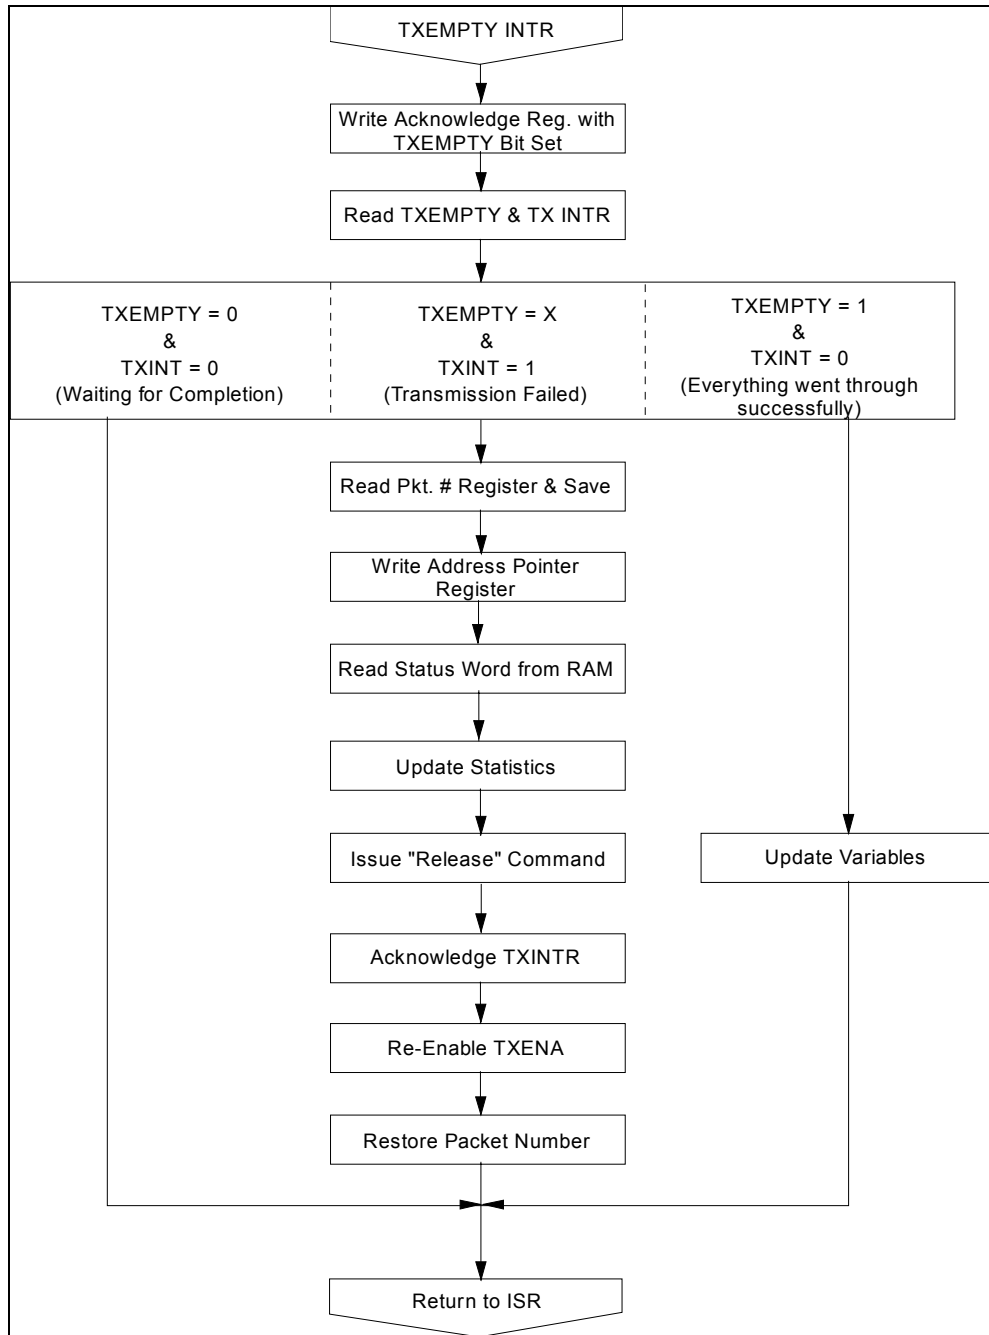 TXEMPTY INTR
Write Acknowledge Reg. with
TXEMPTY Bit Set
Read TXEMPTY & TX INTR
TXEMPTY = 0
&
TXINT = 0
(Waiting for Completion)
TXEMPTY = X
&
TXINT = 1
(Transmission Failed)
TXEMPTY = 1
&
TXINT = 0
(Everything went through
successfully)
Read Pkt. # Register & Save
Write Address Pointer
Register
Read Status Word from RAM
Update Statistics
Issue "Release" Command
Update Variables
Acknowledge TXINTR
Re-Enable TXENA
Restore Packet Number
Return to ISR